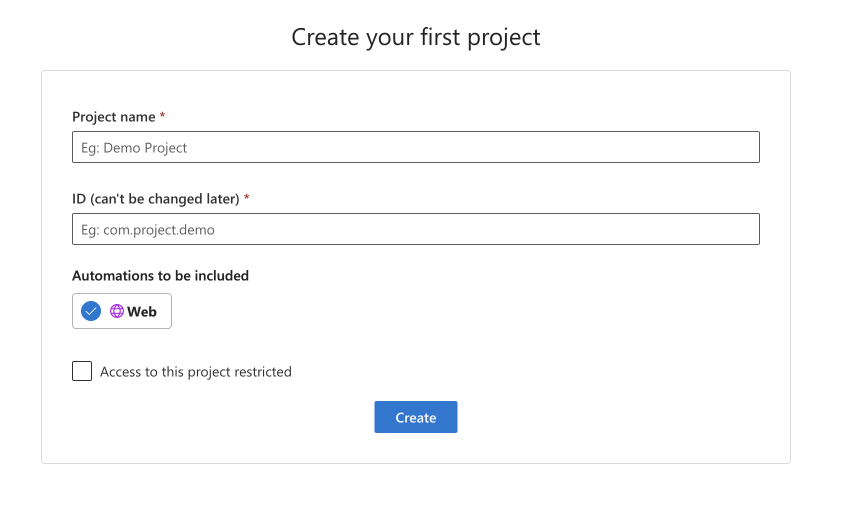 Create your first project
Project name *
Eg: Demo Project
ID (can't be changed later) *
Eg: com.project.demo
Automations to be included
Web
Access to this project restricted
Create